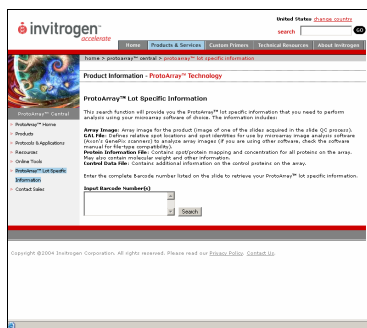 United States change country
invitrogen™
accelerate
search GO
Home Products & Services Custom Primers Technical Resources About Invitrogen
home > protoarray™ central > protoarray™ lot specific information
Product Information - ProtoArray™ Technology
ProtoArray™ Lot Specific Information
This search function will provide you the ProtoArray™ lot specific information that you need to perform
analysis using your microarray software of choice. The information includes:
Array Image: Array image for the product (image of one of the slides acquired in the slide QC process).
GAL File: Defines relative spot locations and spot identities for use by microarray image analysis software
(Axon's GenePix scanners) to analyze array images (if you are using other software, check the software
manual for file-type compatibility).
Protein Information File: Contains spot/protein mapping and concentration for all proteins on the array.
May also contain molecular weight and other information.
Control Data File: Contains additional information on the control proteins on the array.
Enter the complete Barcode number listed on the slide to retrieve your ProtoArray™ lot specific information.
Input Barcode Number(s)
Search
ProtoArray™ Central
ProtoArray™ Home
Products
Protocols & Applications
Resources
Online Tools
ProtoArray™ Lot Specific
Information
Contact Sales
Copyright ©2004 Invitrogen Corporation. All rights reserved. Please read our Privacy Policy. Contact Us.